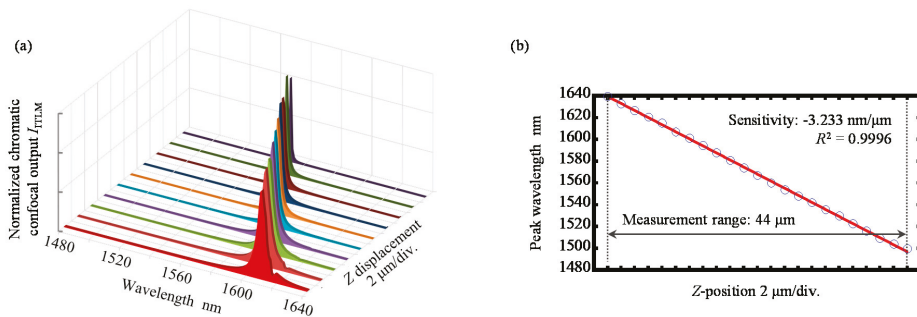 (a)
Normalized chromatic
confocal output I_TTLM
1480
1520
1560
1600
1640
Wavelength nm
Z displacement
2 μm/div.
(b)
Peak wavelength nm
1640
1620
1600
1580
1560
1540
1520
1500
1480
Sensitivity: -3.233 nm/μm
R² = 0.9996
Measurement range: 44 μm
Z-position 2 μm/div.